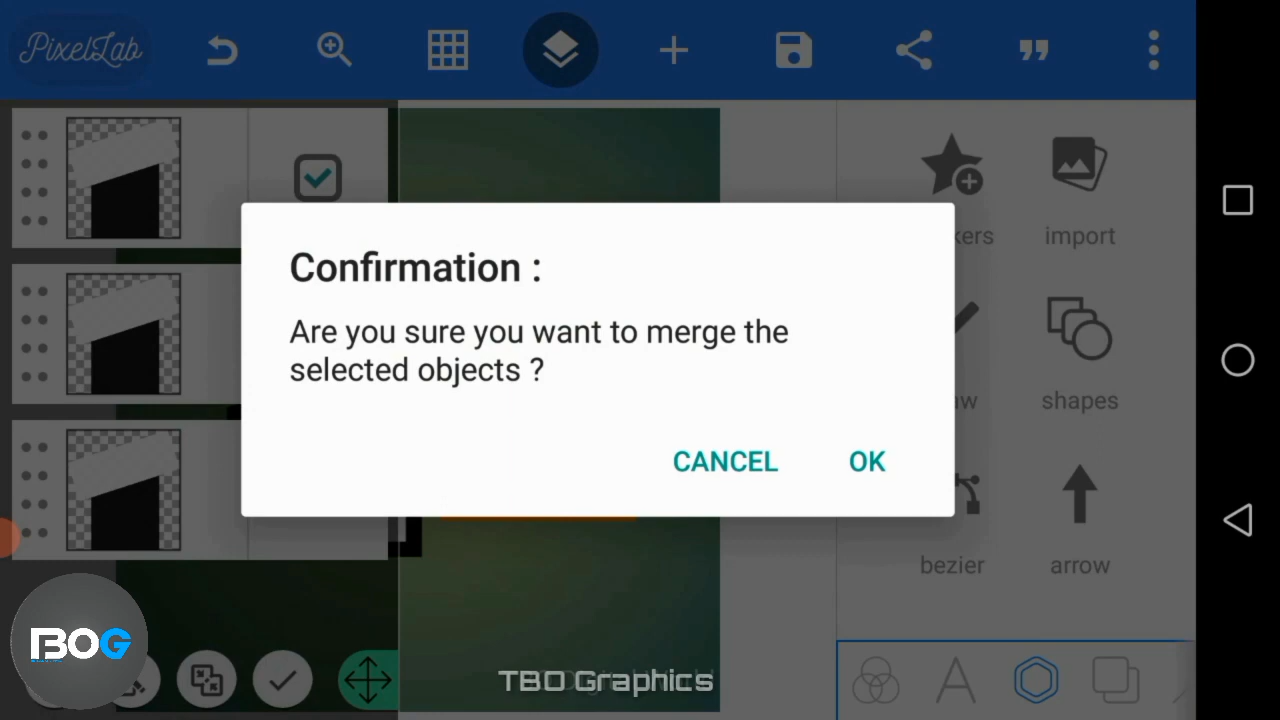 PixelLab
import
Confirmation :
Are you sure you want to merge the
selected objects ?
shapes
CANCEL
OK
bezier
arrow
TBO Graphics